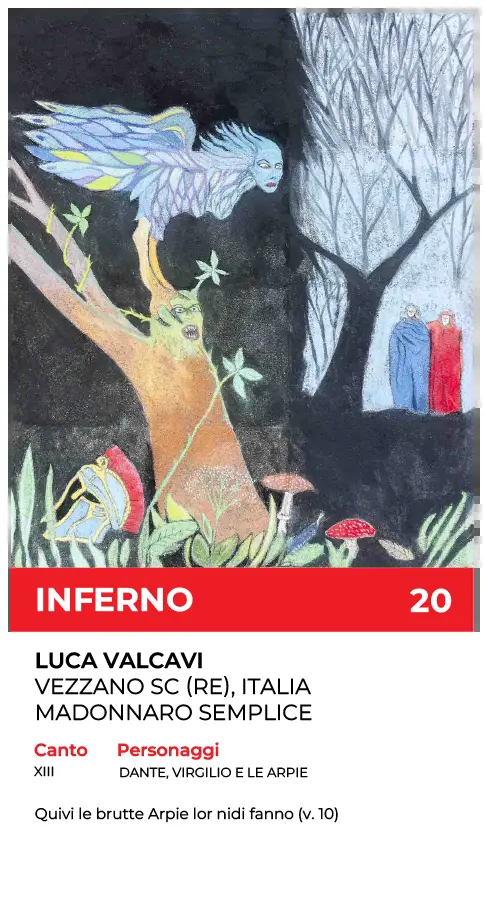 INFERNO 20
LUCA VALCAVI
VEZZANO SC (RE), ITALIA
MADONNARO SEMPLICE
Canto Personaggi
XIII DANTE, VIRGILIO E LE ARPIE
Quivi le brutte Arpie lor nidi fanno (v. 10)